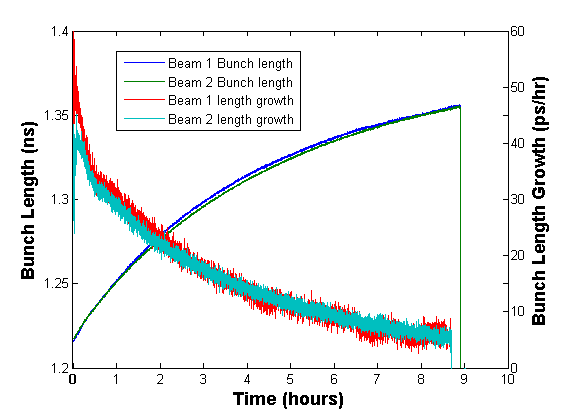 1.4
1.35
1.3
1.25
1.2
Bunch Length (ns)
Beam 1 Bunch length
Beam 2 Bunch length
Beam 1 length growth
Beam 2 length growth
60
50
40
30
20
10
0
Bunch Length Growth (ps/hr)
0 1 2 3 4 5 6 7 8 9 10
Time (hours)